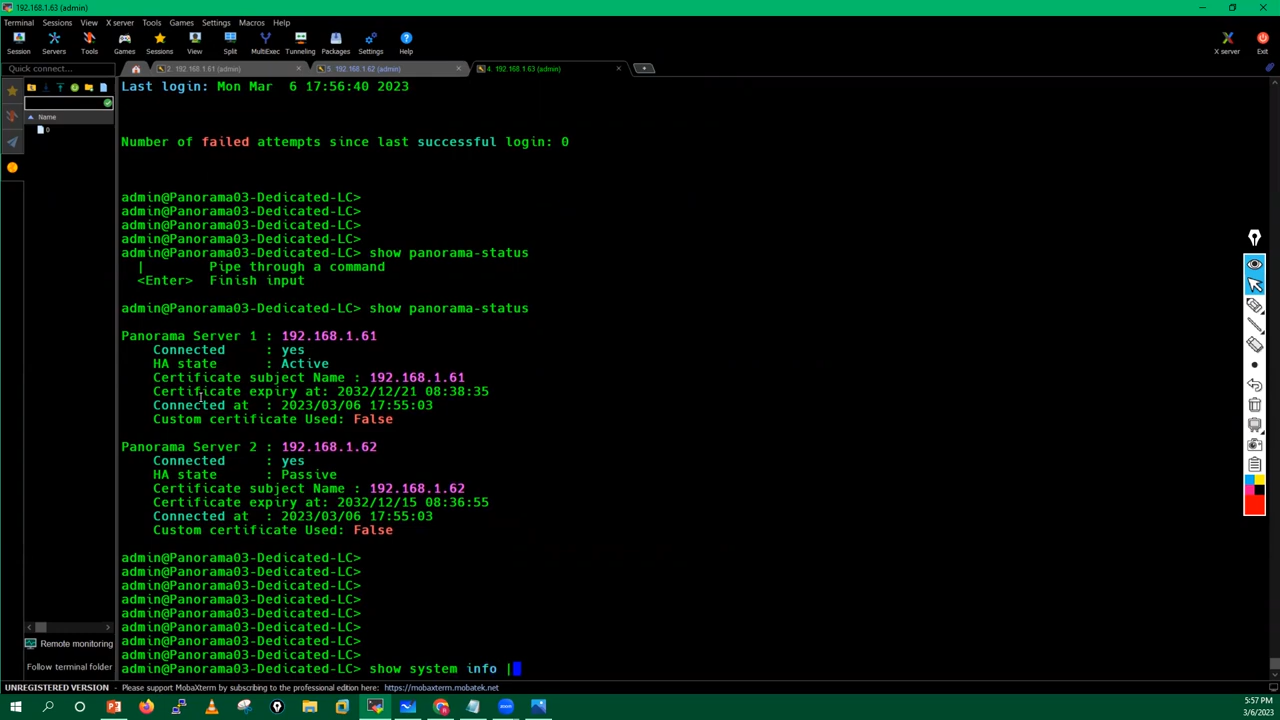 192.168.1.63 (admin)
Terminal Sessions View X server Tools Games Settings Macros Help
Session Servers Tools Games Sessions View Split MultiExec Tunneling Packages Settings Help X server Exit
Quick connect... 2. 192.168.1.61 (admin) 5. 192.168.1.62 (admin) 4. 192.168.1.63 (admin)
Name
0
Last login: Mon Mar 6 17:56:40 2023
Number of failed attempts since last successful login: 0
admin@Panorama03-Dedicated-LC>
admin@Panorama03-Dedicated-LC>
admin@Panorama03-Dedicated-LC>
admin@Panorama03-Dedicated-LC>
admin@Panorama03-Dedicated-LC> show panorama-status
| Pipe through a command
<Enter> Finish input
admin@Panorama03-Dedicated-LC> show panorama-status
Panorama Server 1 : 192.168.1.61
Connected : yes
HA state : Active
Certificate subject Name : 192.168.1.61
Certificate expiry at: 2032/12/21 08:38:35
Connected at : 2023/03/06 17:55:03
Custom certificate Used: False
Panorama Server 2 : 192.168.1.62
Connected : yes
HA state : Passive
Certificate subject Name : 192.168.1.62
Certificate expiry at: 2032/12/15 08:36:55
Connected at : 2023/03/06 17:55:03
Custom certificate Used: False
admin@Panorama03-Dedicated-LC>
admin@Panorama03-Dedicated-LC>
admin@Panorama03-Dedicated-LC>
admin@Panorama03-Dedicated-LC>
admin@Panorama03-Dedicated-LC>
admin@Panorama03-Dedicated-LC>
admin@Panorama03-Dedicated-LC>
admin@Panorama03-Dedicated-LC>
admin@Panorama03-Dedicated-LC> show system info |
Remote monitoring
Follow terminal folder
UNREGISTERED VERSION - Please support MobaXterm by subscribing to the professional edition here: https://mobaxterm.mobatek.net
5:57 PM
3/6/2023